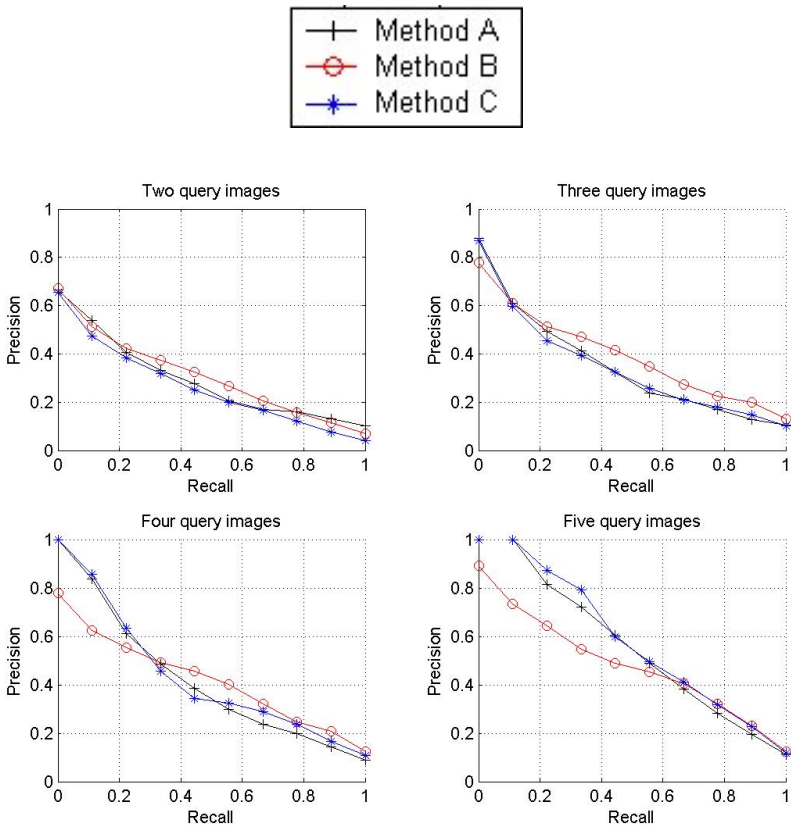 Method A
Method B
Method C
Two query images
1
0.8
0.6
0.4
0.2
0
Precision
0 0.2 0.4 0.6 0.8 1
Recall
Three query images
1
0.8
0.6
0.4
0.2
0
Precision
0 0.2 0.4 0.6 0.8 1
Recall
Four query images
1
0.8
0.6
0.4
0.2
0
Precision
0 0.2 0.4 0.6 0.8 1
Recall
Five query images
1
0.8
0.6
0.4
0.2
0
Precision
0 0.2 0.4 0.6 0.8 1
Recall